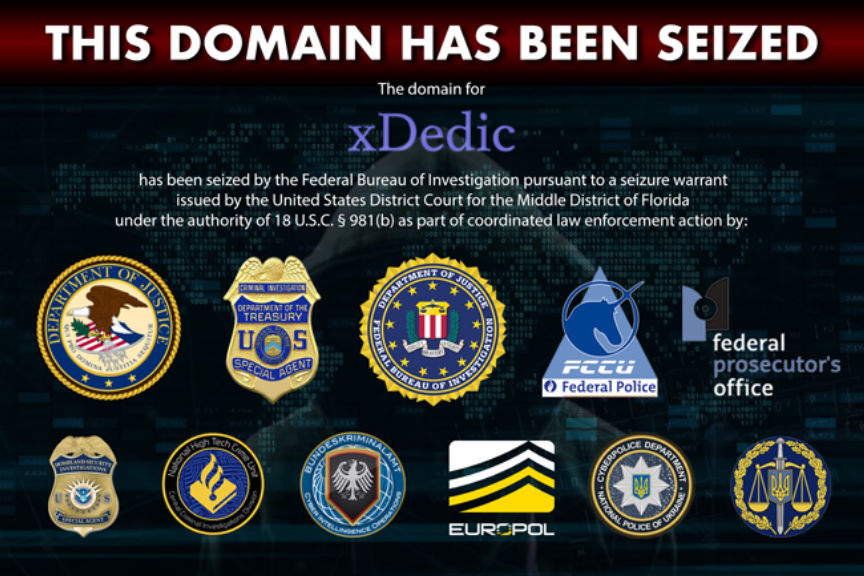 THIS DOMAIN HAS BEEN SEIZED
The domain for
xDedic
has been seized by the Federal Bureau of Investigation pursuant to a seizure warrant
issued by the United States District Court for the Middle District of Florida
under the authority of 18 U.S.C. § 981(b) as part of coordinated law enforcement action by:
DEPARTMENT OF JUSTICE
QUI PRO DOMINA JUSTITIA SEQUITUR
CRIMINAL INVESTIGATION
DEPARTMENT OF THE
TREASURY
U S
SPECIAL AGENT
DEPARTMENT OF JUSTICE
FEDERAL BUREAU OF INVESTIGATION
FCCU
Federal Police
federal
prosecutor's
office
HOMELAND SECURITY
INVESTIGATIONS
U S
SPECIAL AGENT
National High Tech Crime Unit
Central Criminal Investigations Division
BUNDESKRIMINALAMT
CYBER INTELLIGENCE OPERATIONS
EUROPOL
CYBERPOLICE DEPARTMENT
NATIONAL POLICE OF UKRAINE